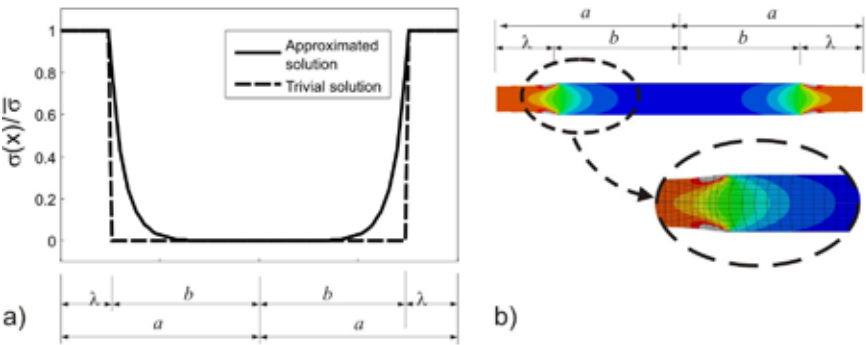 a a
λ b b λ
1
0.8
0.6
0.4
0.2
0
σ(x)/σ̅
Approximated
solution
Trivial solution
λ b b λ
a a
a)
b)